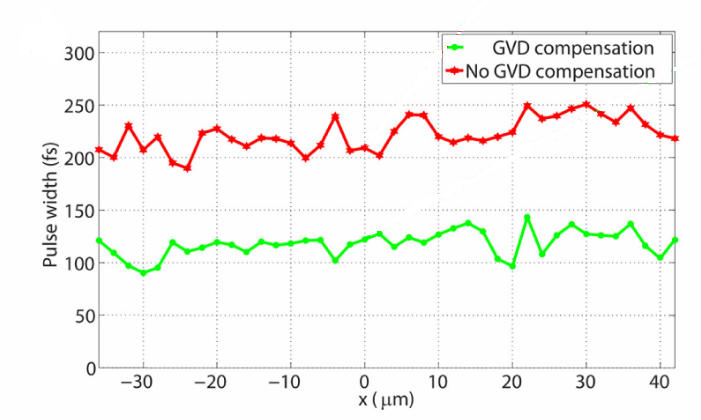 GVD compensation
No GVD compensation
300
250
200
150
100
50
0
Pulse width (fs)
−30 −20 −10 0 10 20 30 40
x ( μm)